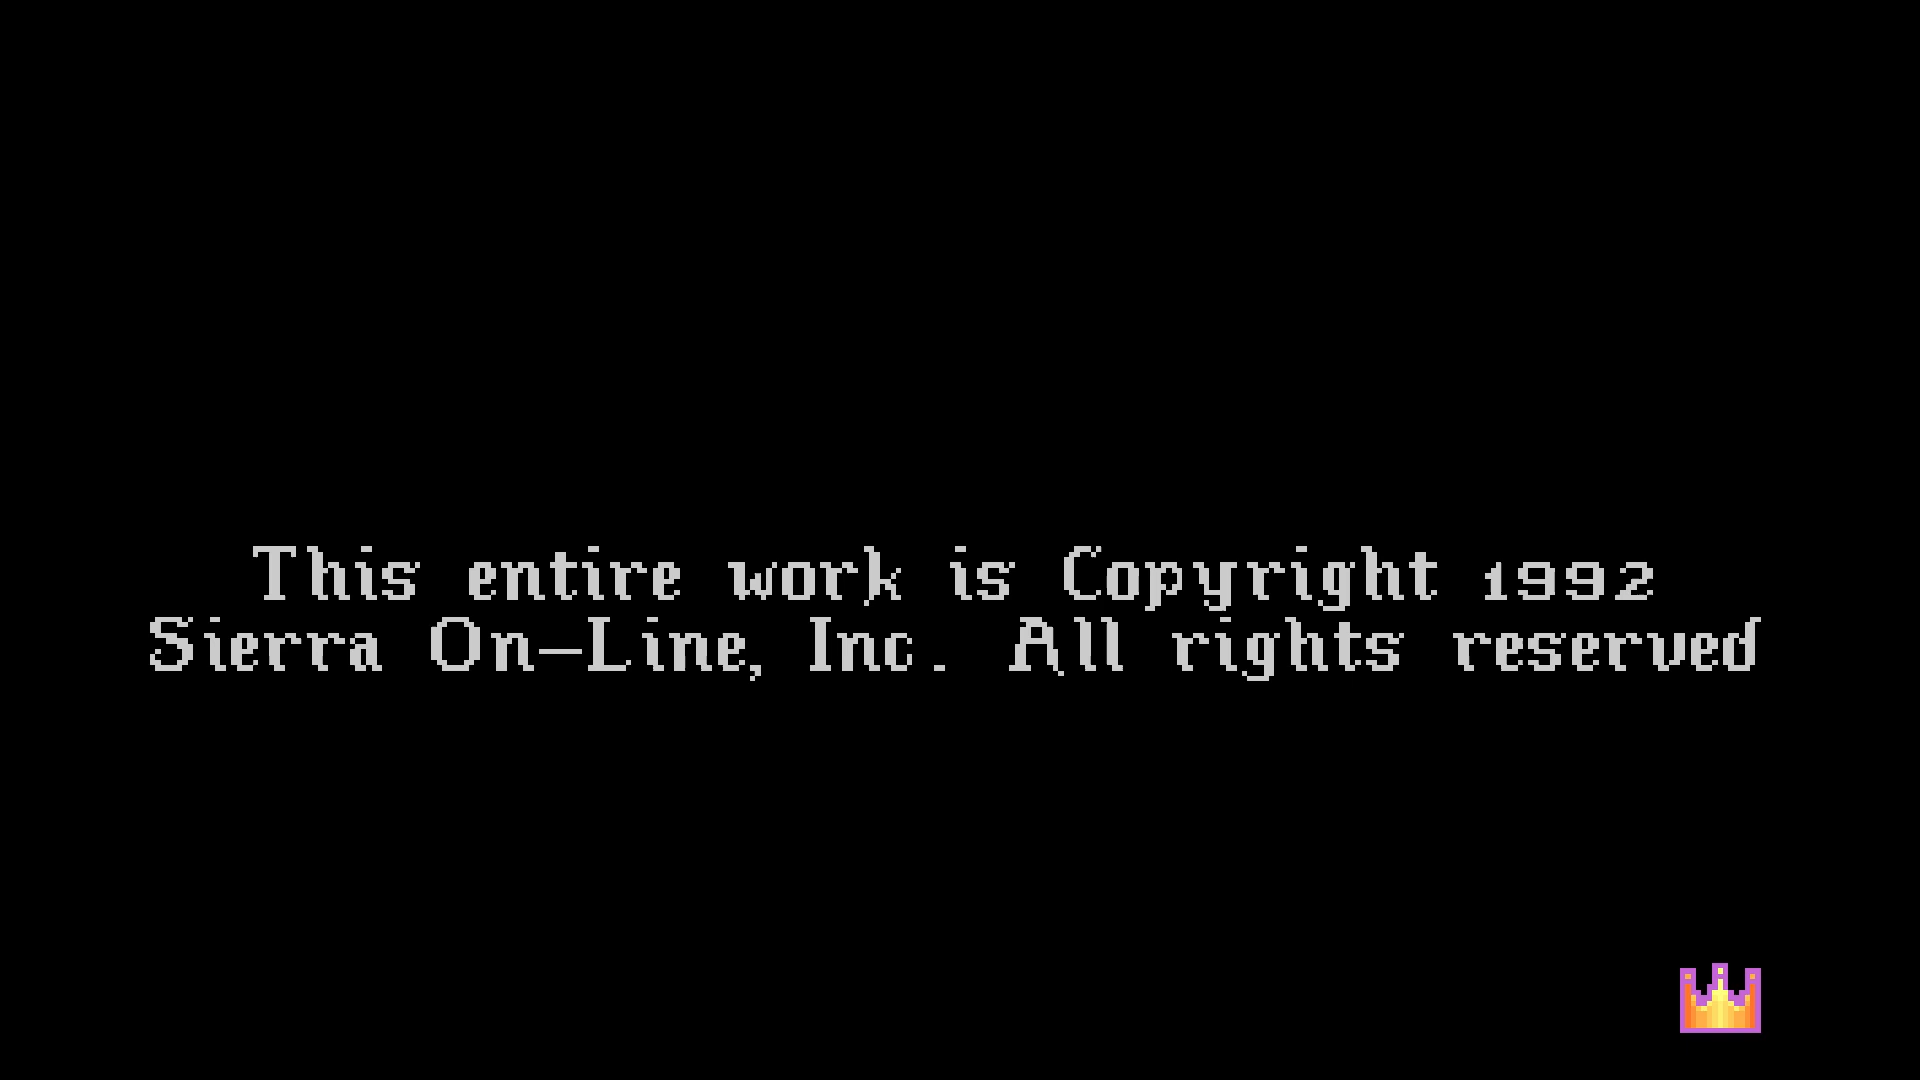 This entire work is Copyright 1992
Sierra On-Line, Inc. All rights reserved